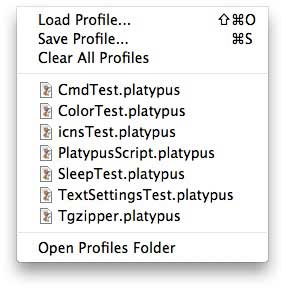 Load Profile... ⇧⌘O
Save Profile... ⌘S
Clear All Profiles
CmdTest.platypus
ColorTest.platypus
icnsTest.platypus
PlatypusScript.platypus
SleepTest.platypus
TextSettingsTest.platypus
Tgzipper.platypus
Open Profiles Folder